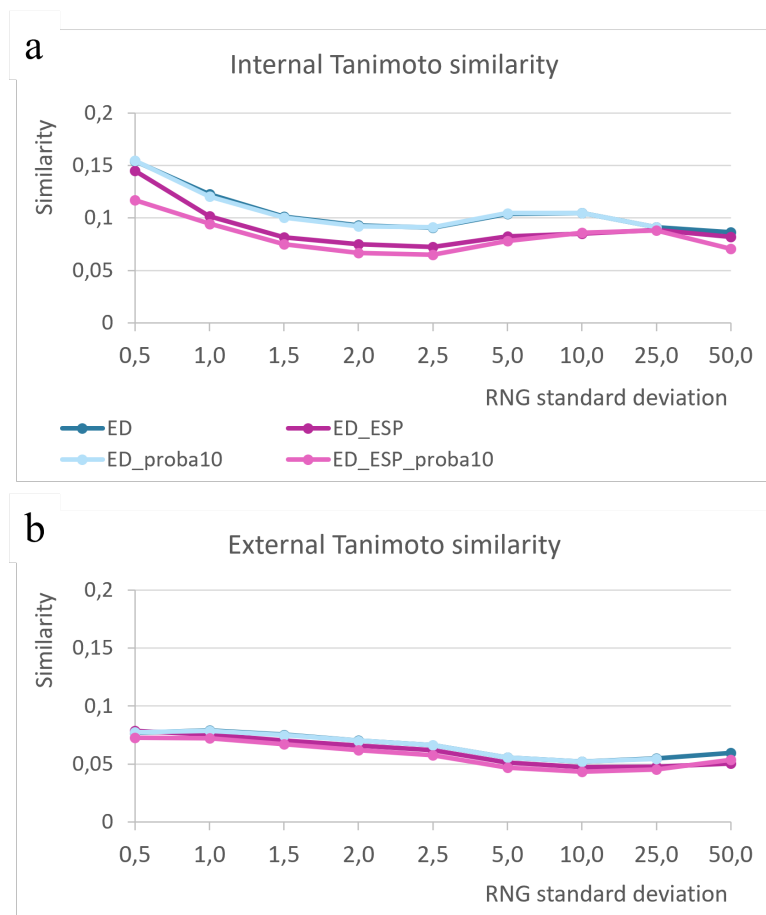 a
Internal Tanimoto similarity
Similarity
0,2
0,15
0,1
0,05
0
0,5 1,0 1,5 2,0 2,5 5,0 10,0 25,0 50,0
RNG standard deviation
ED ED_ESP
ED_proba10 ED_ESP_proba10
b
External Tanimoto similarity
Similarity
0,2
0,15
0,1
0,05
0
0,5 1,0 1,5 2,0 2,5 5,0 10,0 25,0 50,0
RNG standard deviation